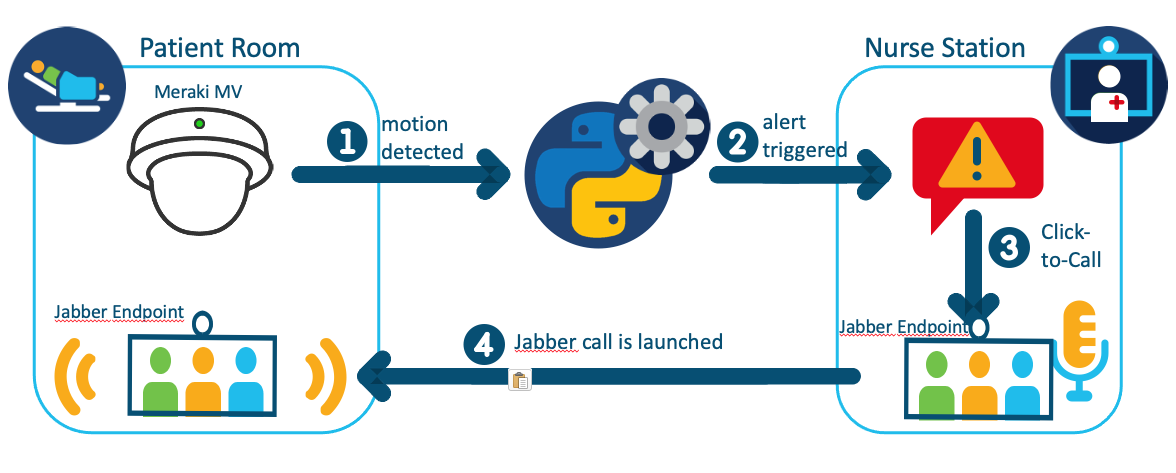 Patient Room
Nurse Station
Meraki MV
1
motion
detected
2
alert
triggered
3
Click-
to-Call
Jabber Endpoint
Jabber Endpoint
4
Jabber call is launched